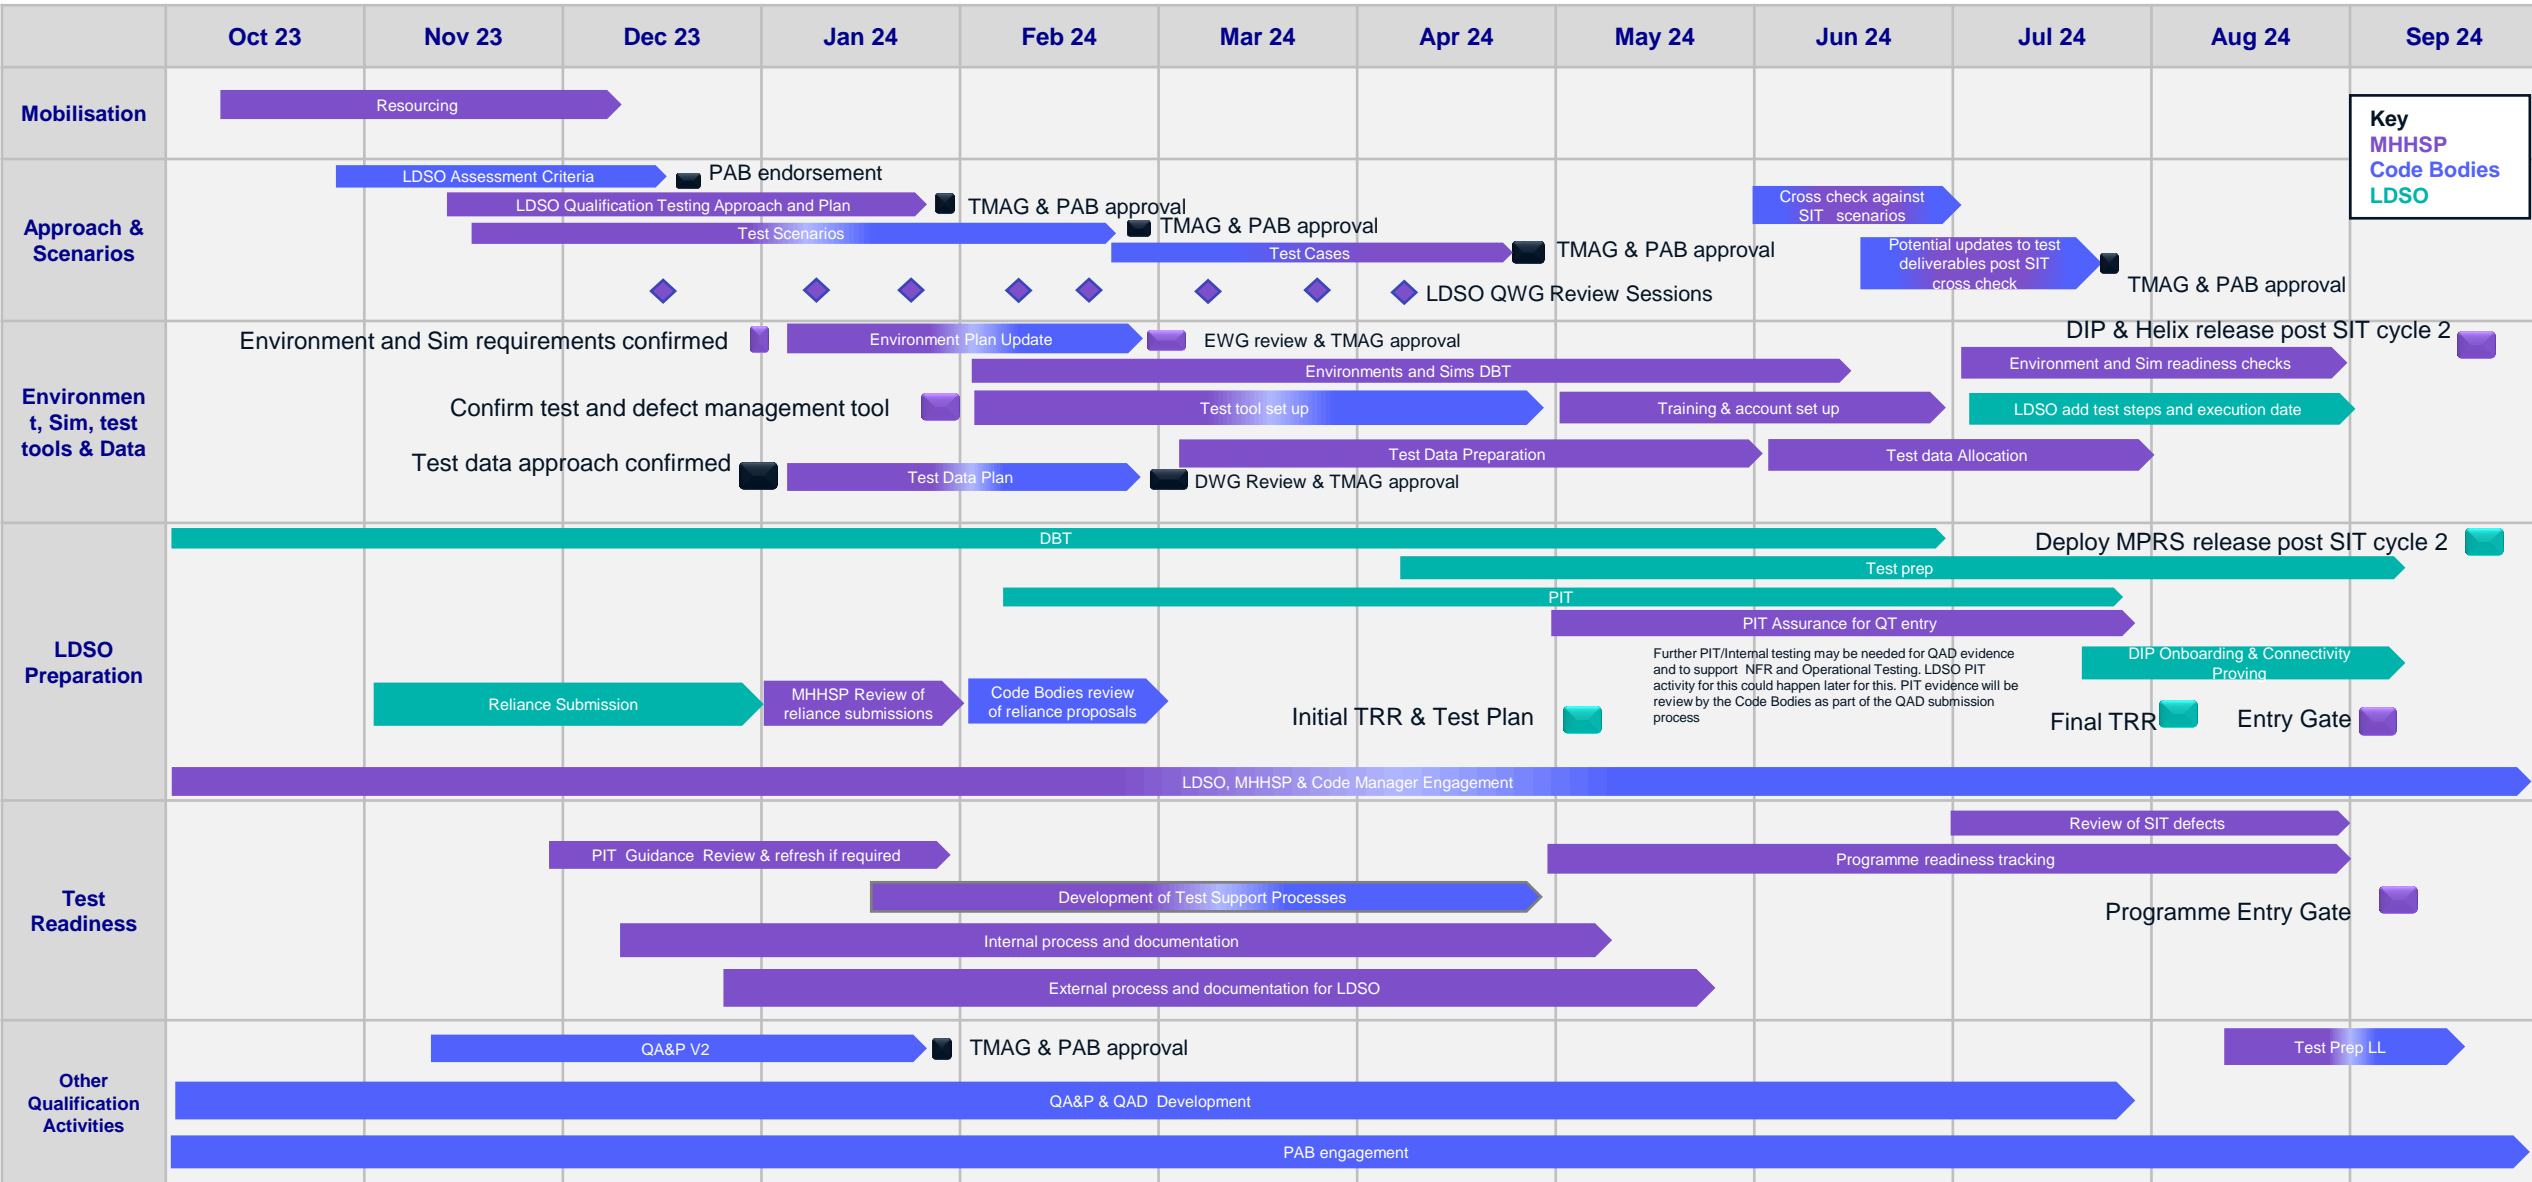 Oct 23
Nov 23
Dec 23
Jan 24
Feb 24
Mar 24
Apr 24
May 24
Jun 24
Jul 24
Aug 24
Sep 24
Key
MHHSP
Code Bodies
LDSO
Mobilisation
Resourcing
Approach &
Scenarios
LDSO Assessment Criteria
PAB endorsement
LDSO Qualification Testing Approach and Plan
TMAG & PAB approval
Test Scenarios
TMAG & PAB approval
Test Cases
TMAG & PAB approval
LDSO QWG Review Sessions
Cross check against
SIT scenarios
Potential updates to test
deliverables post SIT
cross check
TMAG & PAB approval
Environmen
t, Sim, test
tools & Data
Environment and Sim requirements confirmed
Environment Plan Update
EWG review & TMAG approval
DIP & Helix release post SIT cycle 2
Environments and Sims DBT
Environment and Sim readiness checks
Confirm test and defect management tool
Test tool set up
Training & account set up
LDSO add test steps and execution date
Test data approach confirmed
Test Data Plan
Test Data Preparation
Test data Allocation
DWG Review & TMAG approval
LDSO
Preparation
DBT
Deploy MPRS release post SIT cycle 2
Test prep
PIT
PIT Assurance for QT entry
Further PIT/Internal testing may be needed for QAD evidence
and to support NFR and Operational Testing. LDSO PIT
activity for this could happen later for this. PIT evidence will be
review by the Code Bodies as part of the QAD submission
process
DIP Onboarding & Connectivity
Proving
Reliance Submission
MHHSP Review of
reliance submissions
Code Bodies review
of reliance proposals
Initial TRR & Test Plan
Final TRR
Entry Gate
LDSO, MHHSP & Code Manager Engagement
Test
Readiness
Review of SIT defects
PIT Guidance Review & refresh if required
Programme readiness tracking
Development of Test Support Processes
Programme Entry Gate
Internal process and documentation
External process and documentation for LDSO
Other
Qualification
Activities
QA&P V2
TMAG & PAB approval
Test Prep LL
QA&P & QAD Development
PAB engagement